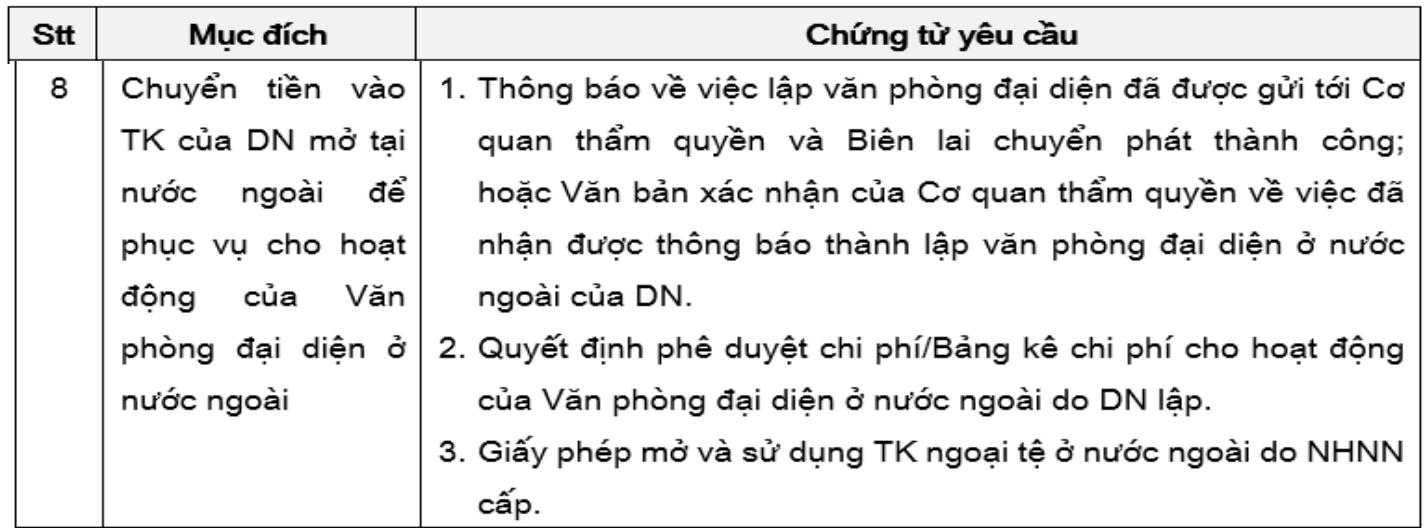 Stt Mục đích Chứng từ yêu cầu
8 Chuyển tiền vào
TK của DN mở tại
nước ngoài để
phục vụ cho hoạt
động của Văn
phòng đại diện ở
nước ngoài
1. Thông báo về việc lập văn phòng đại diện đã được gửi tới Cơ
quan thẩm quyền và Biên lai chuyển phát thành công;
hoặc Văn bản xác nhận của Cơ quan thẩm quyền về việc đã
nhận được thông báo thành lập văn phòng đại diện ở nước
ngoài của DN.
2. Quyết định phê duyệt chi phí/Bảng kê chi phí cho hoạt động
của Văn phòng đại diện ở nước ngoài do DN lập.
3. Giấy phép mở và sử dụng TK ngoại tệ ở nước ngoài do NHNN
cấp.